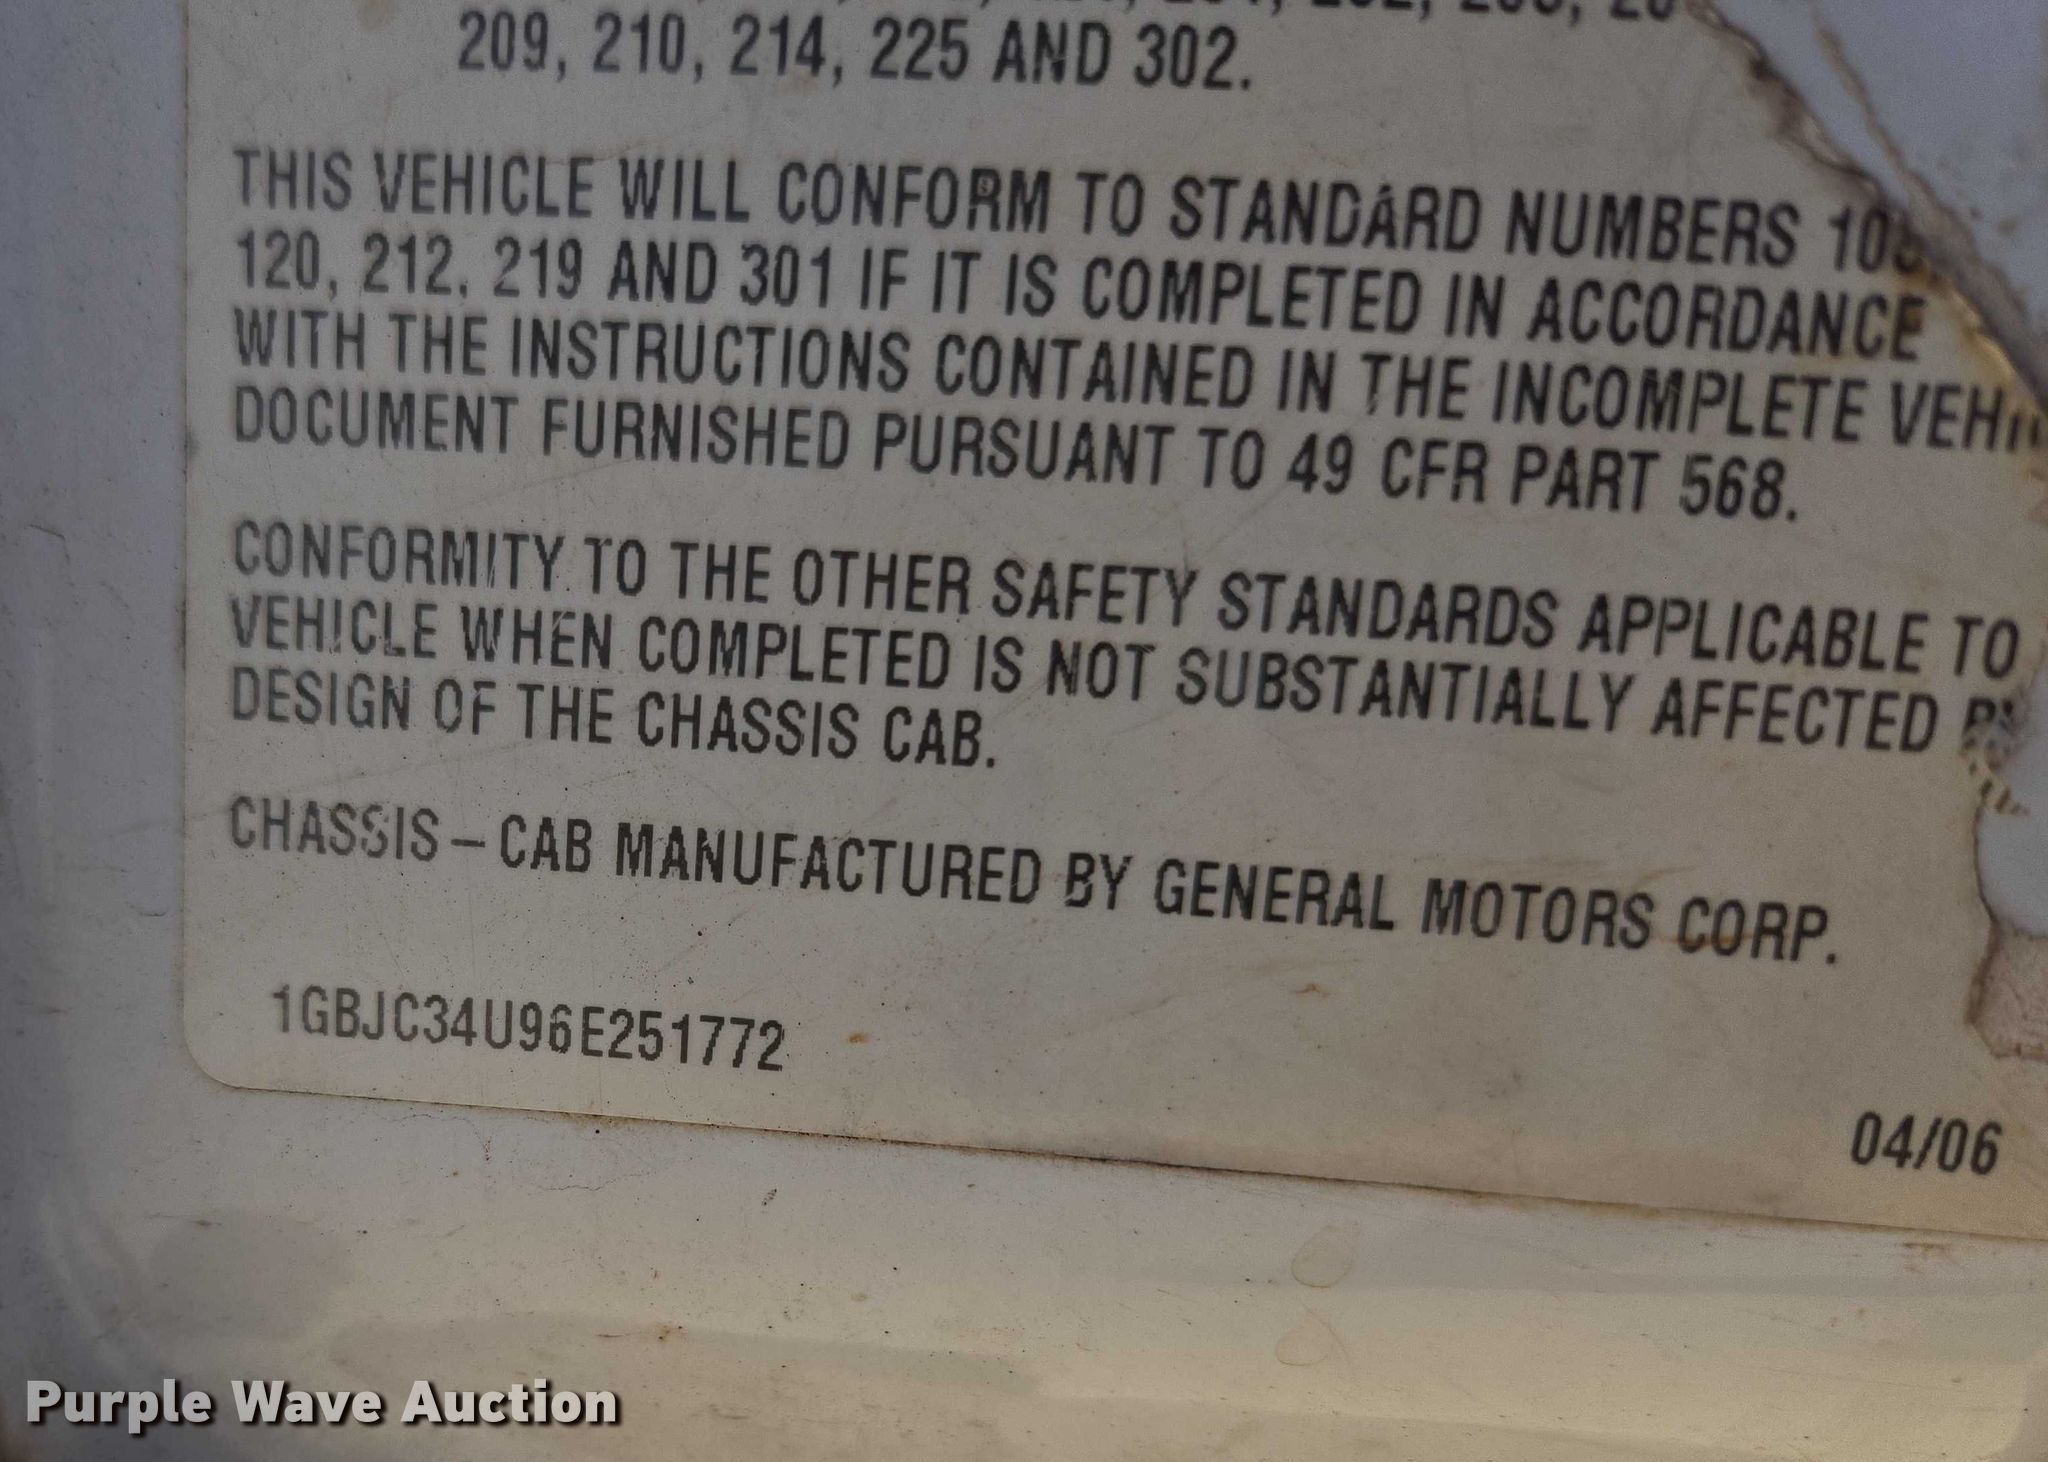 209, 210, 214, 225 AND 302.
THIS VEHICLE WILL CONFORM TO STANDARD NUMBERS
120, 212, 219 AND 301 IF IT IS COMPLETED IN ACCORDANCE
WITH THE INSTRUCTIONS CONTAINED IN THE INCOMPLETE
DOCUMENT FURNISHED PURSUANT TO 49 CFR PART 568.
CONFORMITY TO THE OTHER SAFETY STANDARDS APPLICABLE TO
VEHICLE WHEN COMPLETED IS NOT SUBSTANTIALLY AFFECTED
DESIGN OF THE CHASSIS CAB.
CHASSIS – CAB MANUFACTURED BY GENERAL MOTORS CORP.
1GBJC34U96E251772
04/06
Purple Wave Auction